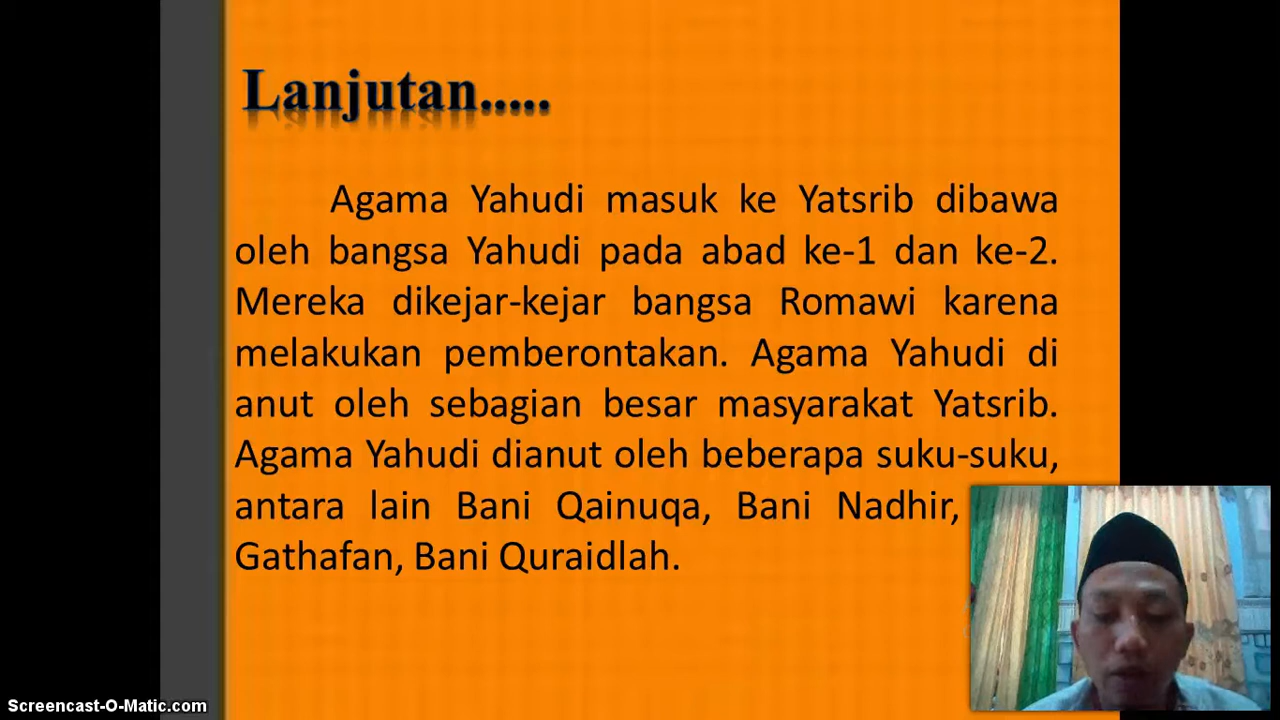 Lanjutan.....
Agama Yahudi masuk ke Yatsrib dibawa
oleh bangsa Yahudi pada abad ke-1 dan ke-2.
Mereka dikejar-kejar bangsa Romawi karena
melakukan pemberontakan. Agama Yahudi di
anut oleh sebagian besar masyarakat Yatsrib.
Agama Yahudi dianut oleh beberapa suku-suku,
antara lain Bani Qainuqa, Bani Nadhir,
Gathafan, Bani Quraidlah.
Screencast-O-Matic.com